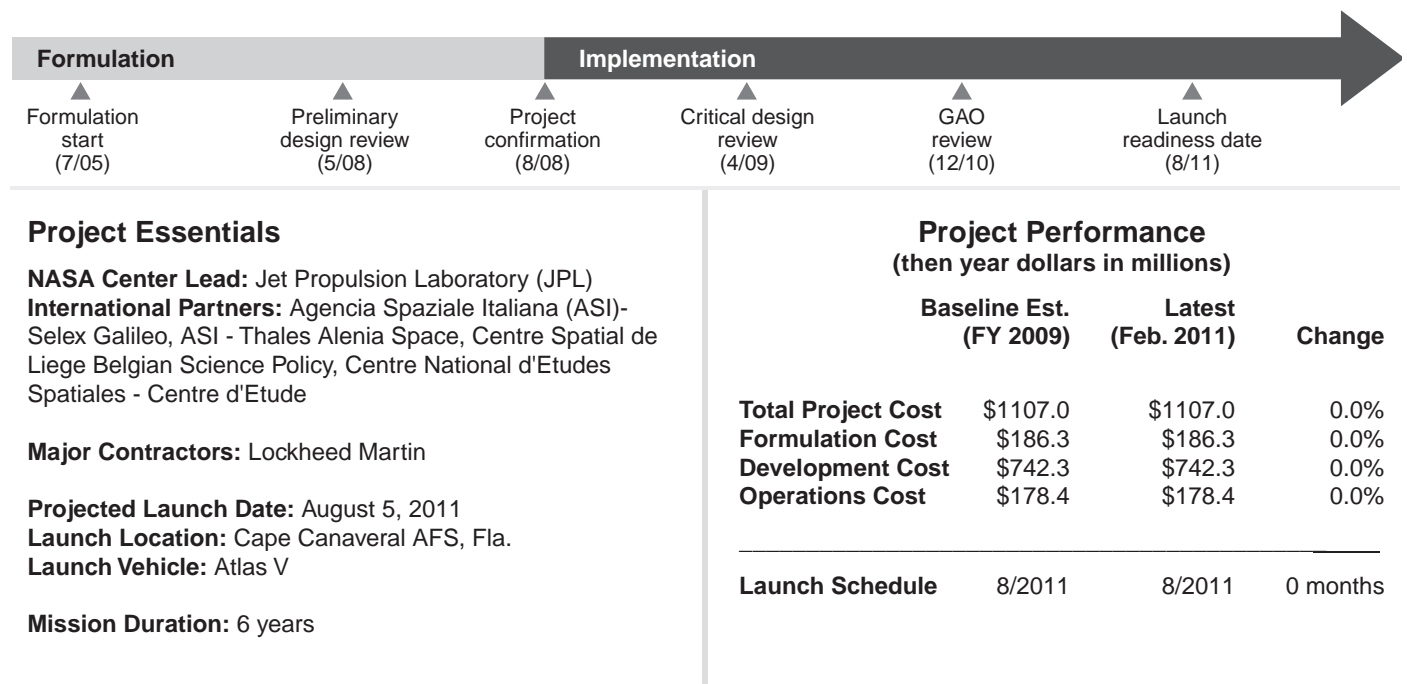 Formulation Implementation
Formulation start (7/05)
Preliminary design review (5/08)
Project confirmation (8/08)
Critical design review (4/09)
GAO review (12/10)
Launch readiness date (8/11)
Project Essentials
NASA Center Lead: Jet Propulsion Laboratory (JPL)
International Partners: Agencia Spaziale Italiana (ASI)-
Selex Galileo, ASI - Thales Alenia Space, Centre Spatial de
Liege Belgian Science Policy, Centre National d'Etudes
Spatiales - Centre d'Etude
Major Contractors: Lockheed Martin
Projected Launch Date: August 5, 2011
Launch Location: Cape Canaveral AFS, Fla.
Launch Vehicle: Atlas V
Mission Duration: 6 years
Project Performance
(then year dollars in millions)
Baseline Est. Latest
(FY 2009) (Feb. 2011) Change
Total Project Cost $1107.0 $1107.0 0.0%
Formulation Cost $186.3 $186.3 0.0%
Development Cost $742.3 $742.3 0.0%
Operations Cost $178.4 $178.4 0.0%
Launch Schedule 8/2011 8/2011 0 months